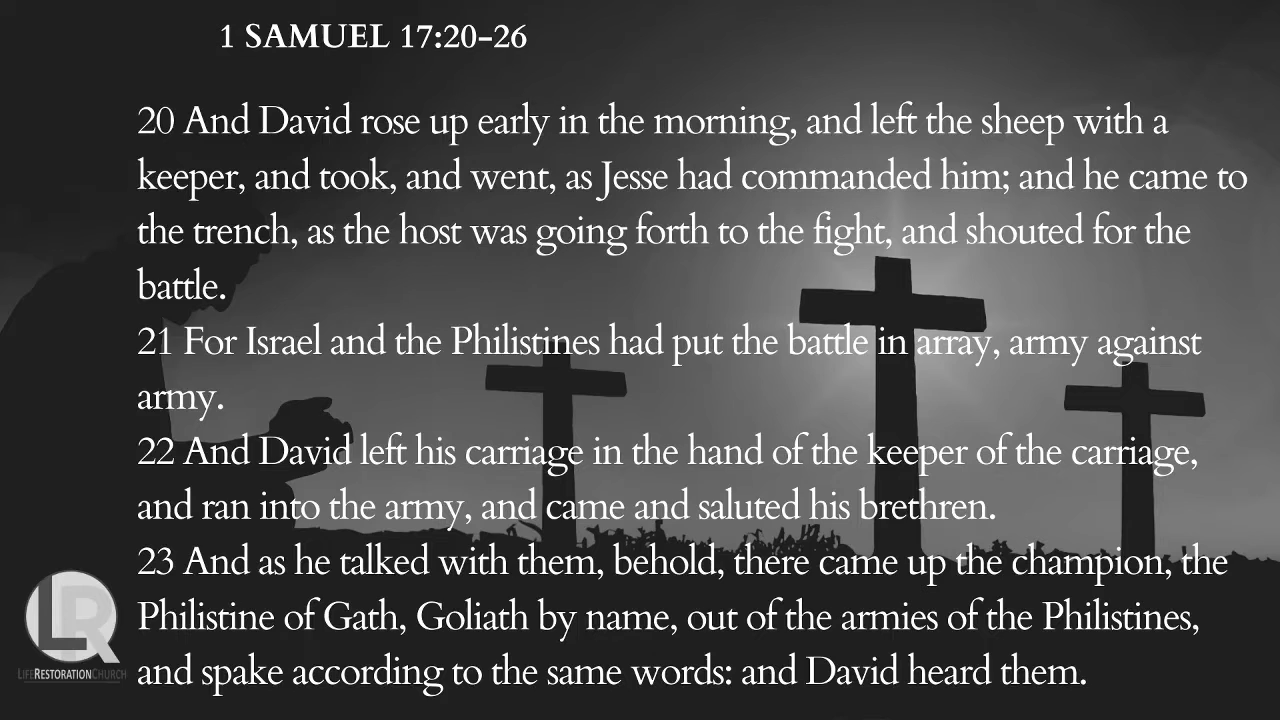 1 SAMUEL 17:20-26
20 And David rose up early in the morning, and left the sheep with a
keeper, and took, and went, as Jesse had commanded him; and he came to
the trench, as the host was going forth to the fight, and shouted for the
battle.
21 For Israel and the Philistines had put the battle in array, army against
army.
22 And David left his carriage in the hand of the keeper of the carriage,
and ran into the army, and came and saluted his brethren.
23 And as he talked with them, behold, there came up the champion, the
Philistine of Gath, Goliath by name, out of the armies of the Philistines,
and spake according to the same words: and David heard them.
LR
LIFERESTORATIONCHURCH